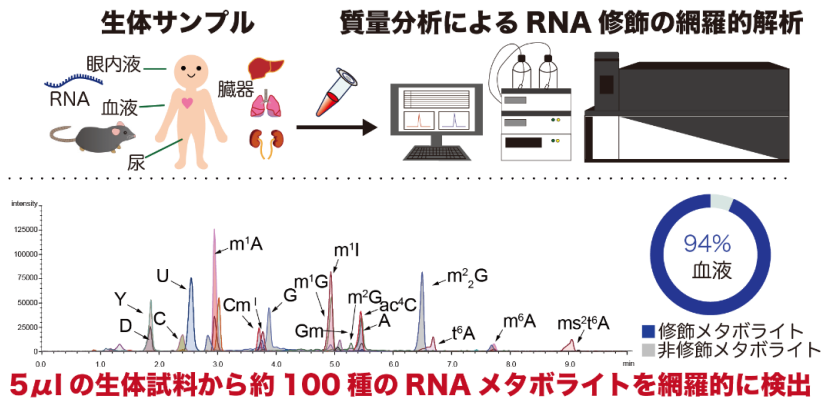 生体サンプル
質量分析による RNA 修飾の網羅的解析
眼内液
RNA
血液
尿
臓器
intensity
125000
100000
75000
50000
25000
0.0
0.0
1.0
2.0
3.0
4.0
5.0
6.0
7.0
8.0
9.0
min
Y
D
C
U
m¹A
Cm
I
G
m¹G
Gm
m¹I
m²G
ac⁴C
A
m²₂G
t⁶A
m⁶A
ms²t⁶A
94%
血液
修飾メタボライト
非修飾メタボライト
5μl の生体試料から約 100 種の RNA メタボライトを網羅的に検出